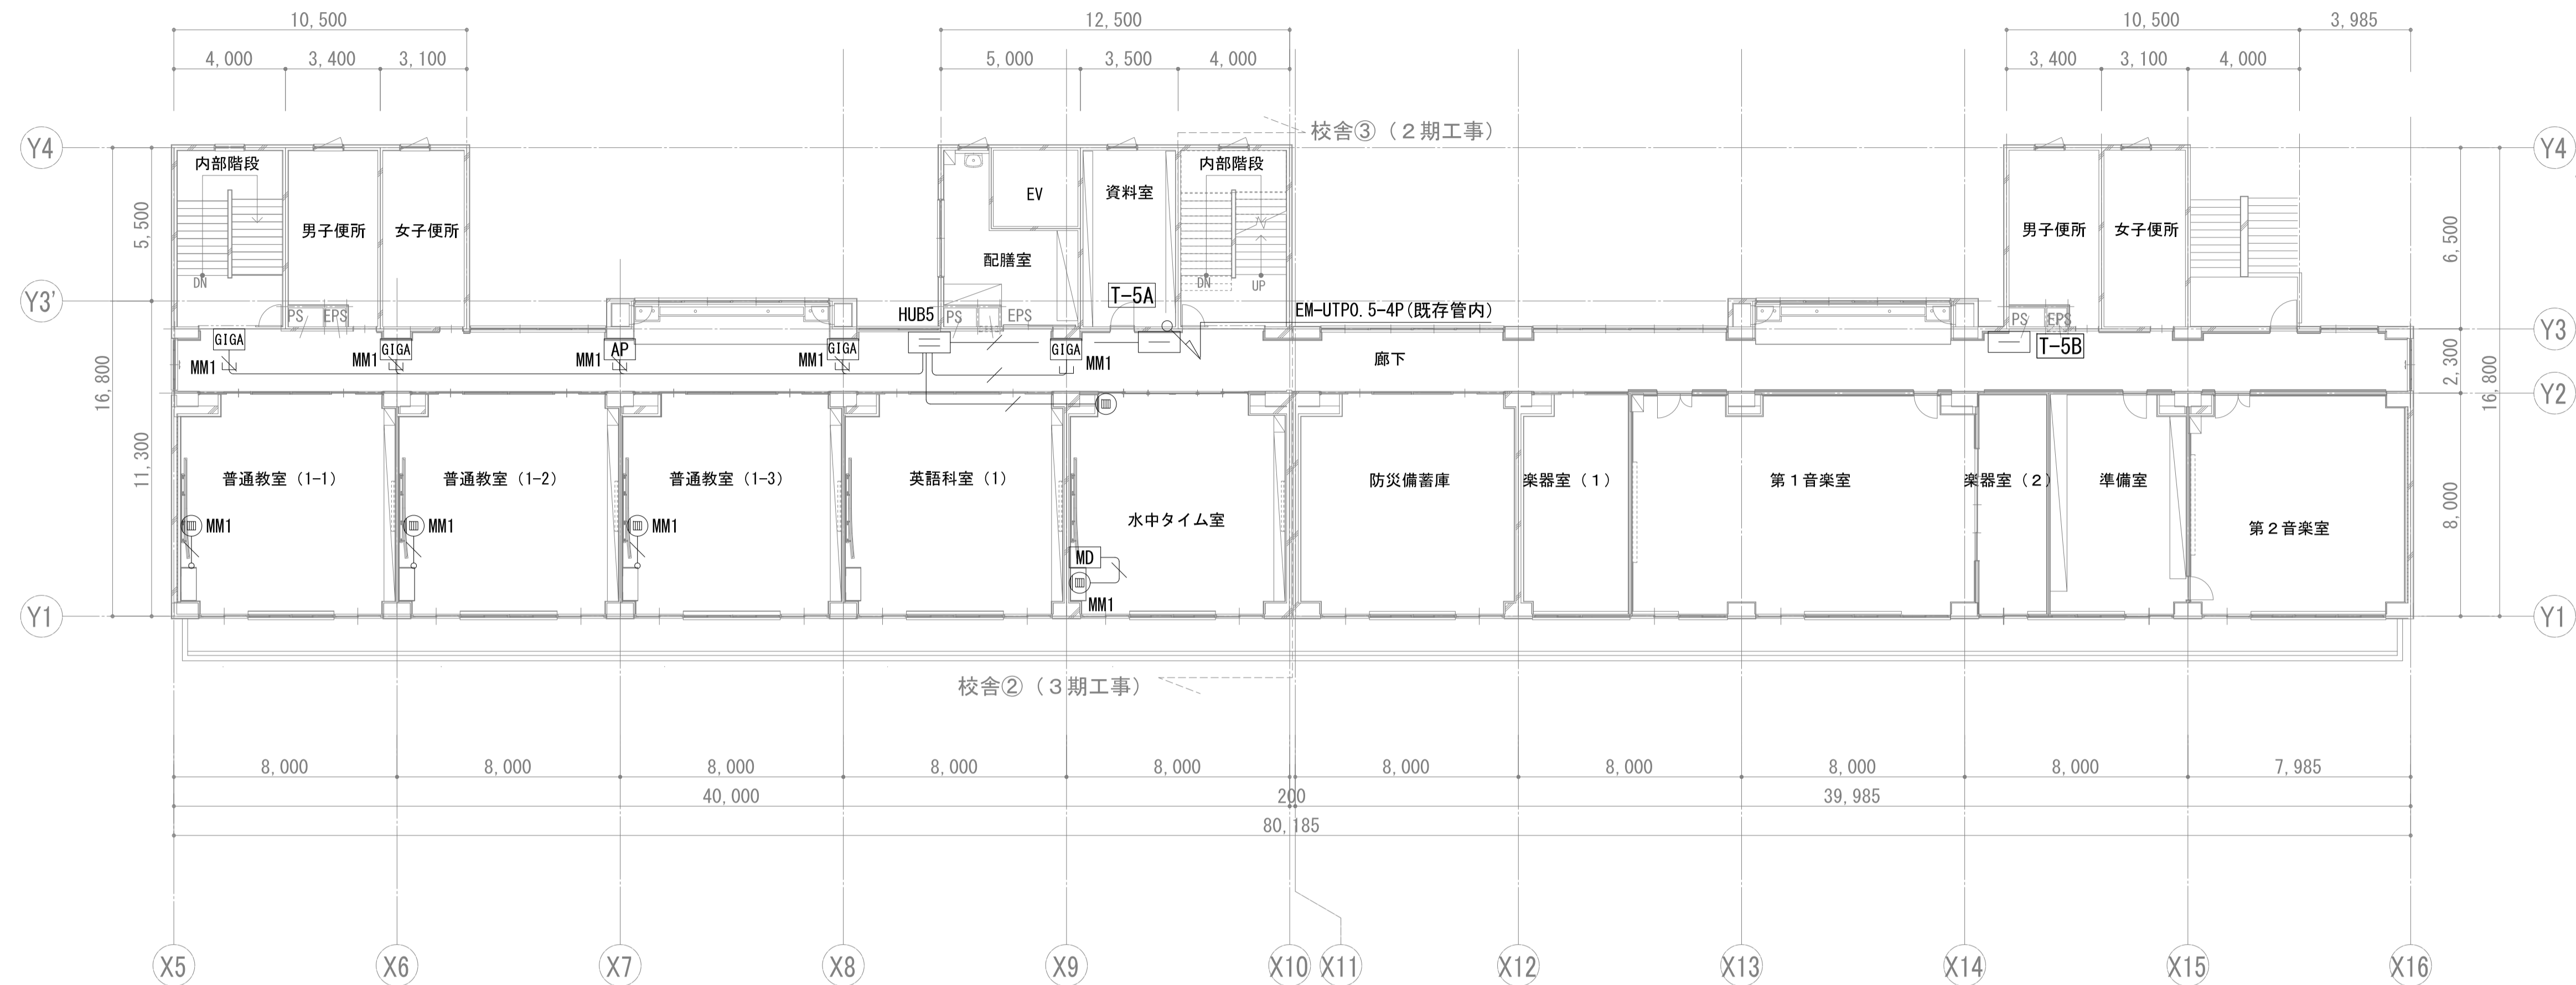 10,500
12,500
10,500
3,985
4,000
3,400
3,100
5,000
3,500
4,000
3,400
3,100
4,000
校舎③（２期工事）
Y4
Y4
内部階段
内部階段
EV
資料室
男子便所
女子便所
男子便所
女子便所
5,500
6,500
配膳室
DN
DN
UP
T-5A
Y3'
EM-UTP0.5-4P(既存管内)
PS
EPS
HUB5
PS
EPS
PS
EPS
Y3
GIGA
GIGA
AP
GIGA
GIGA
T-5B
MM1
MM1
MM1
MM1
MM1
廊下
16,800
2,300
16,800
Y2
11,300
8,000
普通教室（1-1）
普通教室（1-2）
普通教室（1-3）
英語科室（1）
水中タイム室
防災備蓄庫
楽器室（１）
第１音楽室
楽器室（２）
準備室
第２音楽室
MM1
MM1
MM1
MD
MM1
Y1
Y1
校舎②（３期工事）
8,000
8,000
8,000
8,000
8,000
8,000
8,000
8,000
8,000
7,985
40,000
200
39,985
80,185
X5
X6
X7
X8
X9
X10
X11
X12
X13
X14
X15
X16